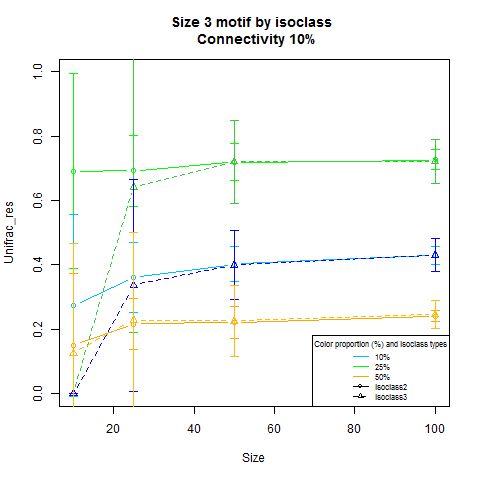 Size 3 motif by isoclass
Connectivity 10%
Unifrac_res
0.0
0.2
0.4
0.6
0.8
1.0
20
40
60
80
100
Size
Color proportion (%) and Isoclass types
10%
25%
50%
Isoclass2
Isoclass3